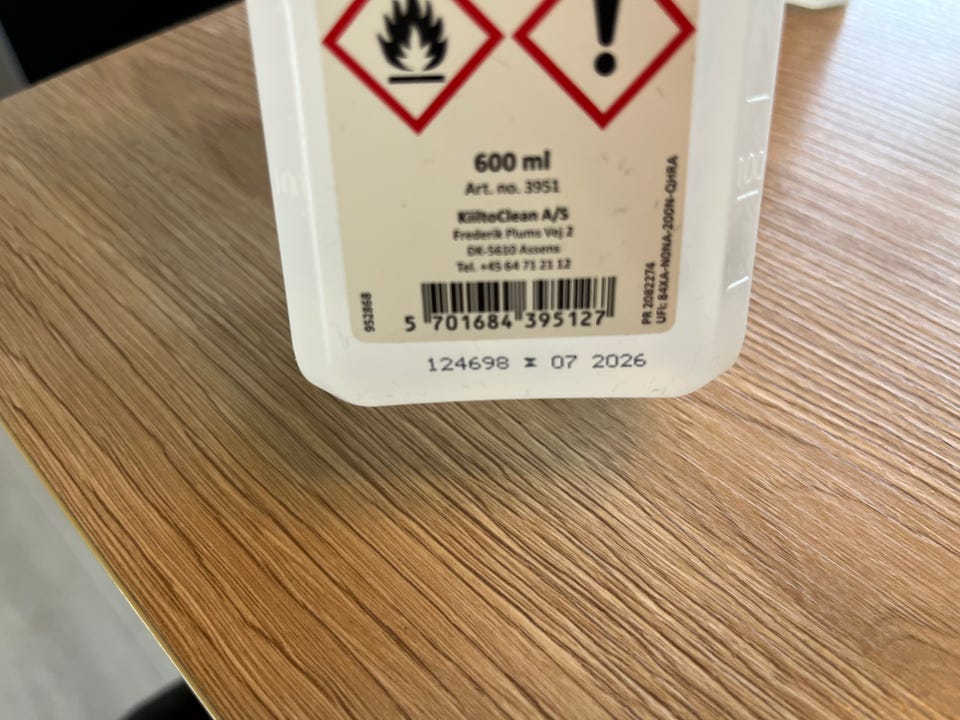 600 ml
Art. no. 3951
KiiltoClean A/S
Frederik Plums Vej 2
DK-5610 Assens
Tel. +45 64 71 21 12
952868
PR 2082274
UFI: 84XA-N0NA-200N-QHRA
5 701684 395127
124698 ⧗ 07 2026
100